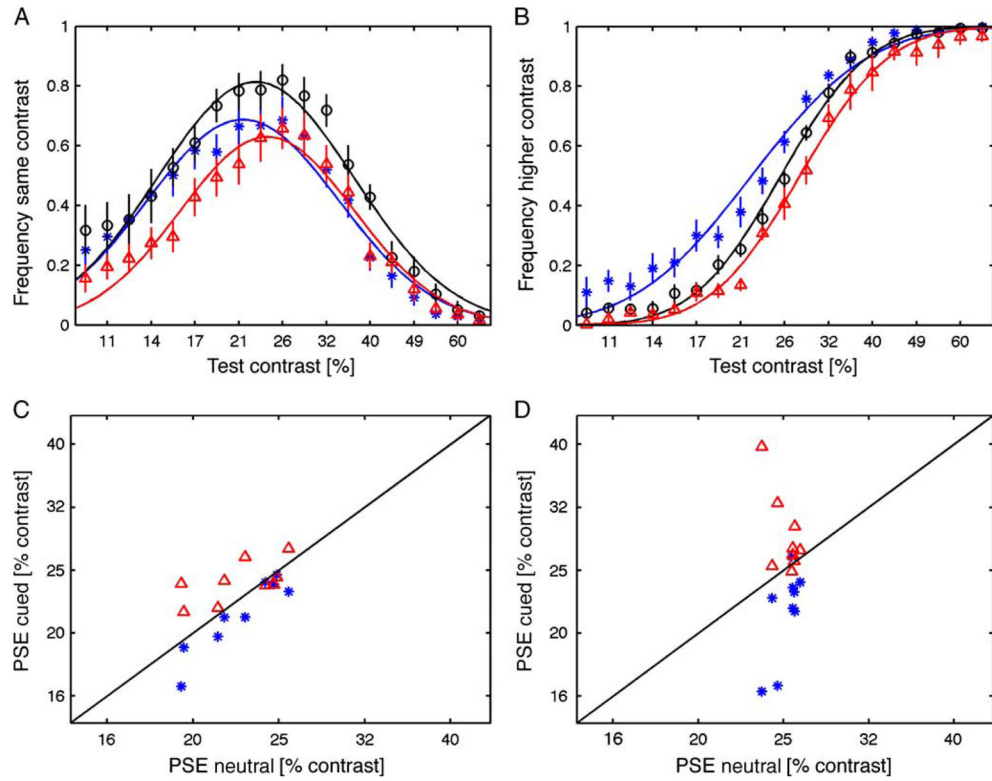 A
Frequency same contrast
1
0.8
0.6
0.4
0.2
0
11 14 17 21 26 32 40 49 60
Test contrast [%]
B
Frequency higher contrast
1
0.8
0.6
0.4
0.2
0
11 14 17 21 26 32 40 49 60
Test contrast [%]
C
PSE cued [% contrast]
40
32
25
20
16
16 20 25 32 40
PSE neutral [% contrast]
D
PSE cued [% contrast]
40
32
25
20
16
16 20 25 32 40
PSE neutral [% contrast]